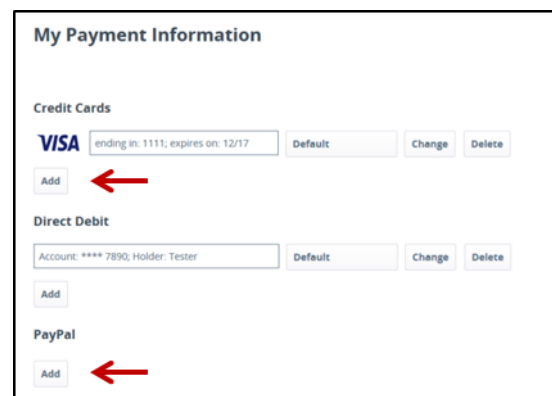 My Payment Information
Credit Cards
VISA ending in: 1111; expires on: 12/17 Default Change Delete
Add
Direct Debit
Account: **** 7890; Holder: Tester Default Change Delete
Add
PayPal
Add